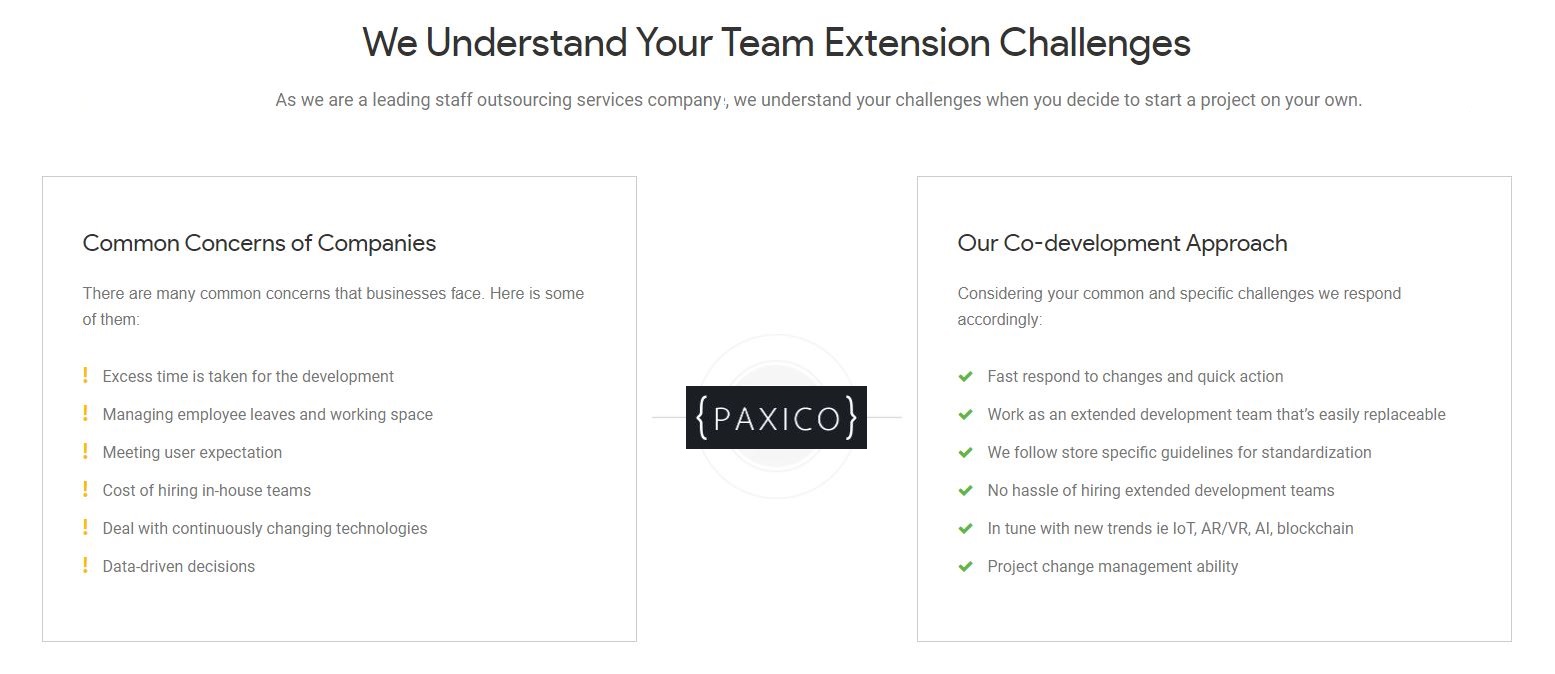 We Understand Your Team Extension Challenges
As we are a leading staff outsourcing services company, we understand your challenges when you decide to start a project on your own.
Common Concerns of Companies
There are many common concerns that businesses face. Here is some
of them:
! Excess time is taken for the development
! Managing employee leaves and working space
! Meeting user expectation
! Cost of hiring in-house teams
! Deal with continuously changing technologies
! Data-driven decisions
{PAXICO}
Our Co-development Approach
Considering your common and specific challenges we respond
accordingly:
Fast respond to changes and quick action
Work as an extended development team that's easily replaceable
We follow store specific guidelines for standardization
No hassle of hiring extended development teams
In tune with new trends ie IoT, AR/VR, AI, blockchain
Project change management ability